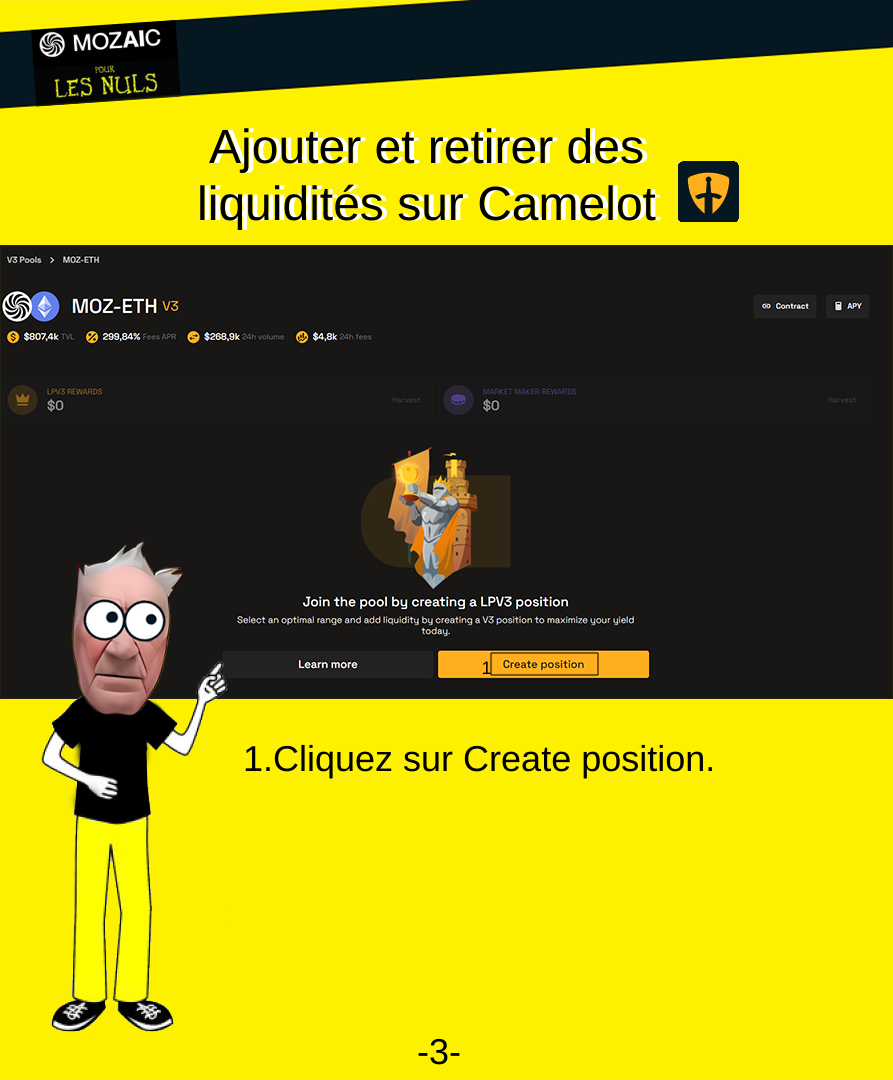 MOZAIC
POUR
LES NULS
Ajouter et retirer des
liquidités sur Camelot
V3 Pools > MOZ-ETH
MOZ-ETH V3
Contract
APY
$807,4k TVL 299,84% Fees APR $268,9k 24h volume $4,8k 24h fees
LPV3 REWARDS
$0
Harvest
MARKET MAKER REWARDS
$0
Harvest
Join the pool by creating a LPV3 position
Select an optimal range and add liquidity by creating a V3 position to maximize your yield
today.
Learn more
1 Create position
1.Cliquez sur Create position.
-3-